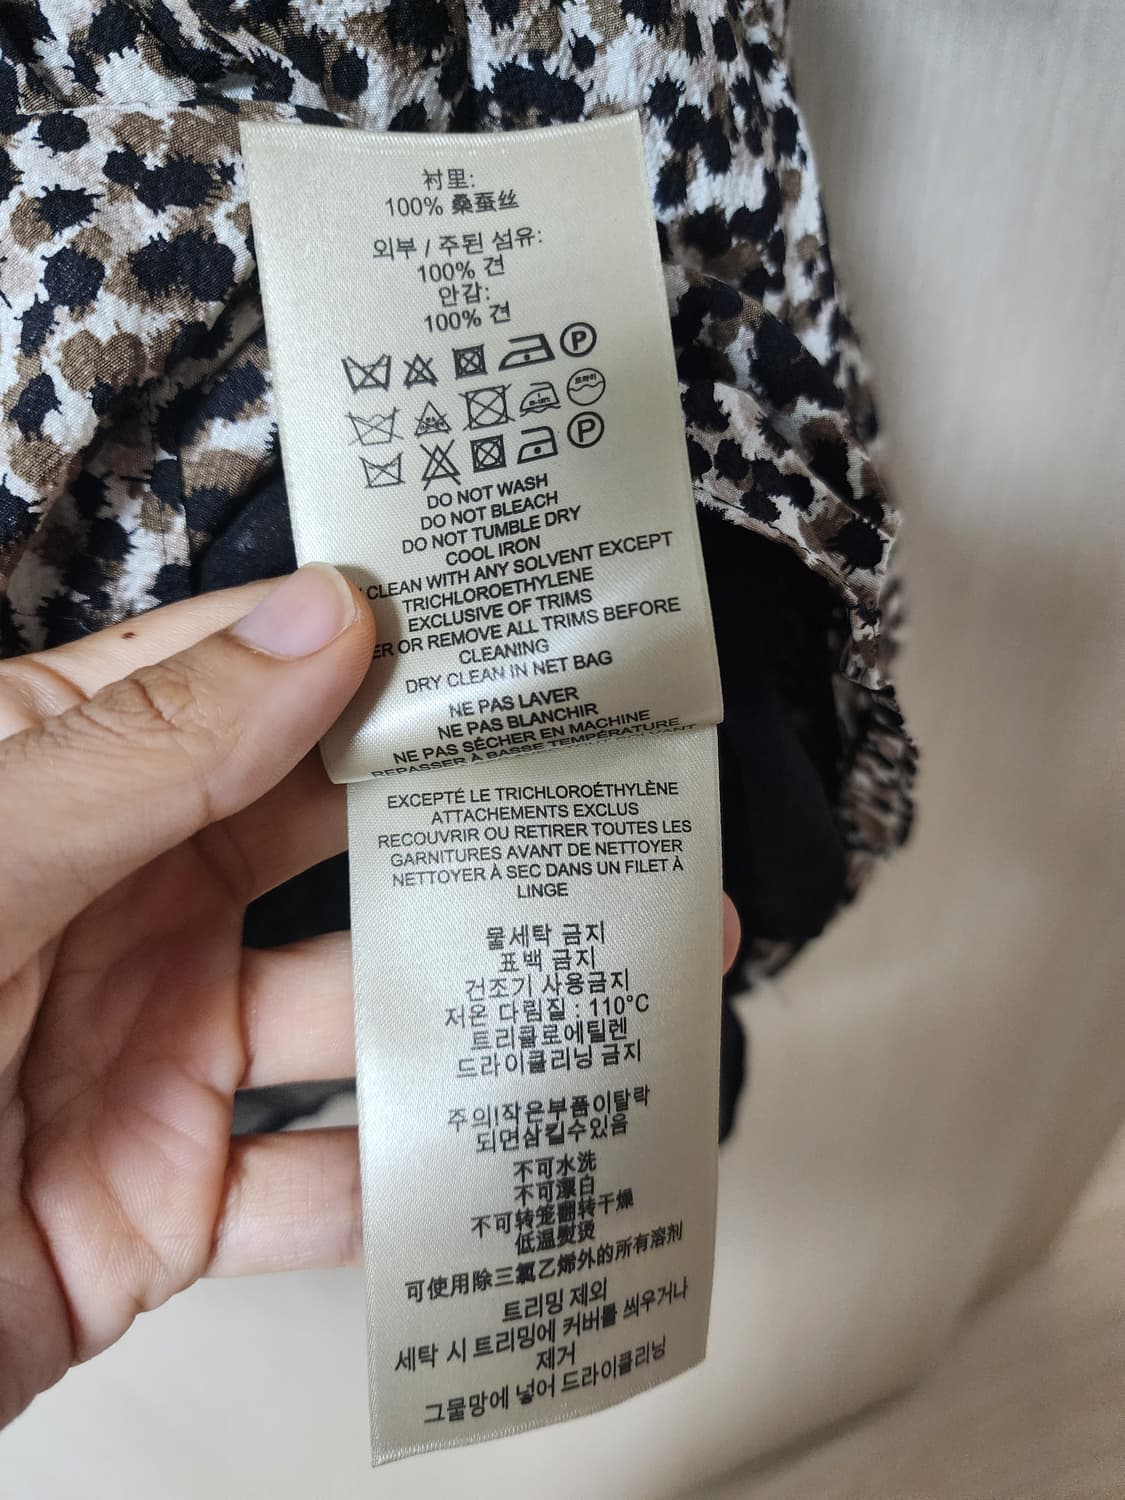 衬里:
100% 桑蚕丝
외부 / 주된 섬유:
100% 견
안감:
100% 견
P
P
DO NOT WASH
DO NOT BLEACH
DO NOT TUMBLE DRY
COOL IRON
CLEAN WITH ANY SOLVENT EXCEPT
TRICHLOROETHYLENE
EXCLUSIVE OF TRIMS
ER OR REMOVE ALL TRIMS BEFORE
CLEANING
DRY CLEAN IN NET BAG
NE PAS LAVER
NE PAS BLANCHIR
NE PAS SÉCHER EN MACHINE
REPASSER À BASSE TEMPÉRATURE
EXCEPTÉ LE TRICHLOROÉTHYLÈNE
ATTACHEMENTS EXCLUS
RECOUVRIR OU RETIRER TOUTES LES
GARNITURES AVANT DE NETTOYER
NETTOYER À SEC DANS UN FILET À
LINGE
물세탁 금지
표백 금지
건조기 사용금지
저온 다림질 : 110°C
트리클로에틸렌
드라이클리닝 금지
주의!작은부품이탈락
되면삼킬수있음
不可水洗
不可漂白
不可转笼翻转干燥
低温熨烫
可使用除三氯乙烯外的所有溶剂
트리밍 제외
세탁 시 트리밍에 커버를 씌우거나
제거
그물망에 넣어 드라이클리닝